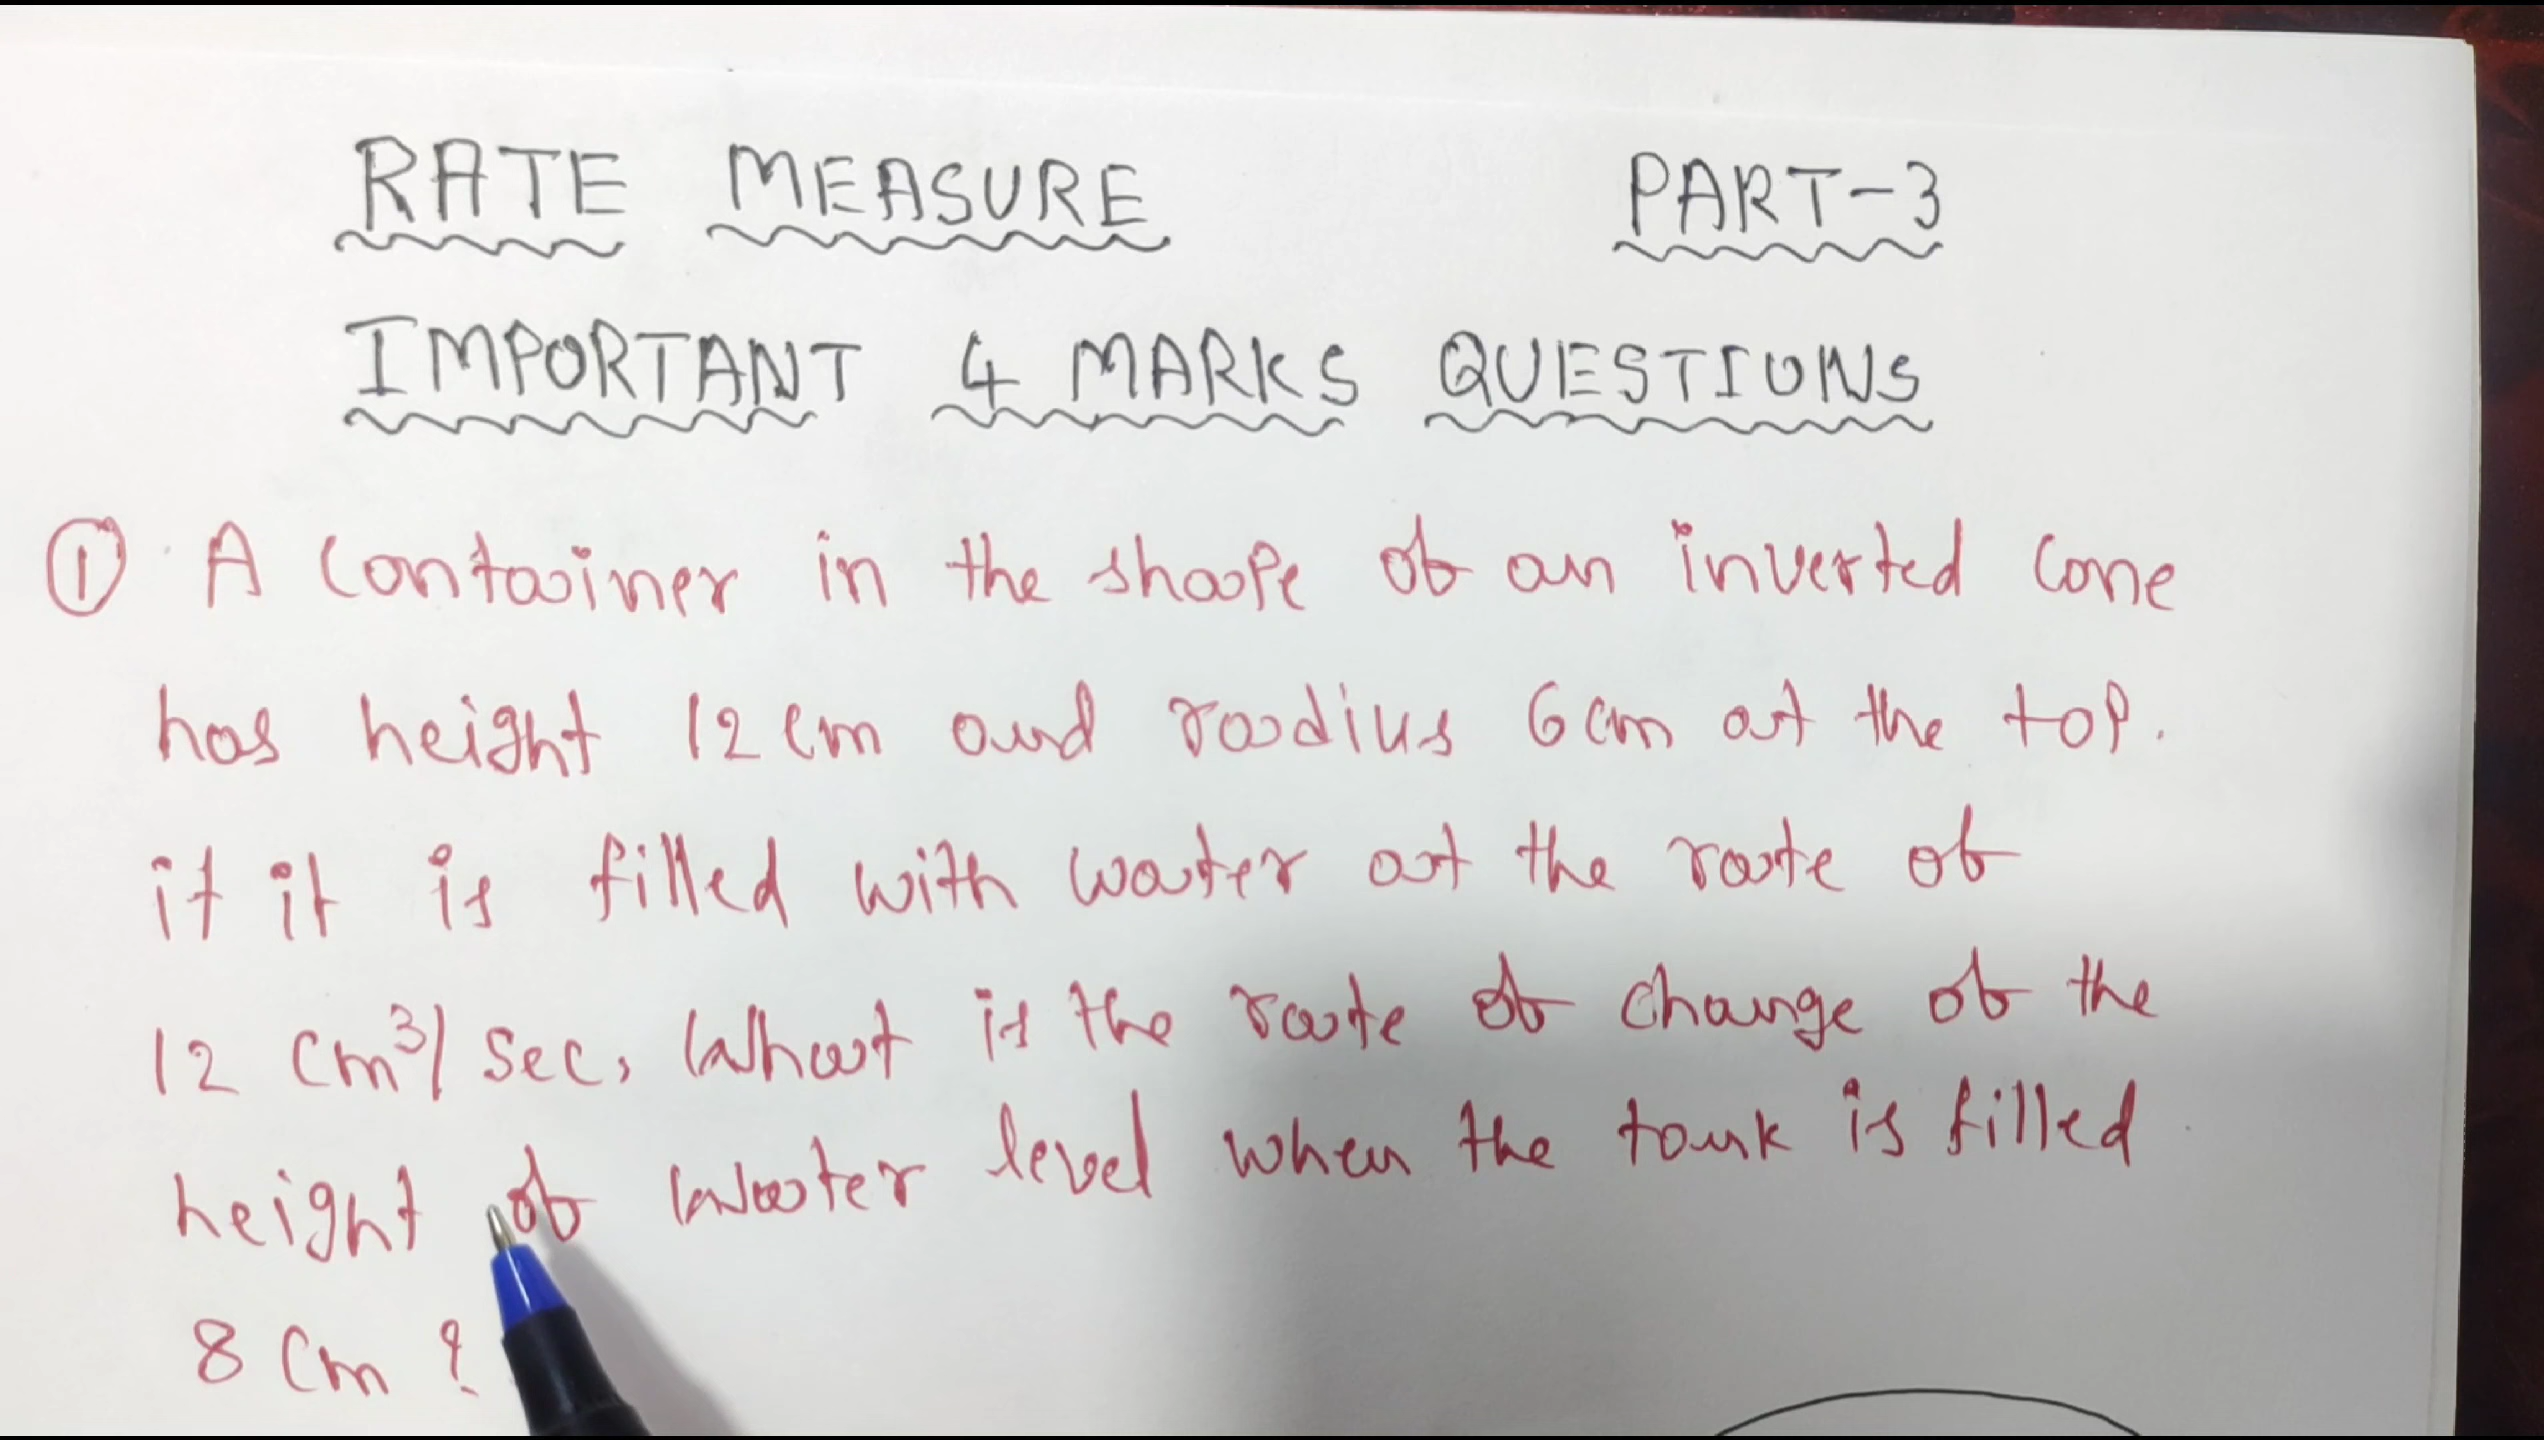 RATE MEASURE PART-3
IMPORTANT 4 MARKS QUESTIONS
① A Container in the shape of an inverted Cone
has height 12 cm and radius 6 cm at the top.
if it is filled with water at the rate of
12 cm³/sec, What is the rate of change of the
height of Water level when the tank is filled
8 Cm ?